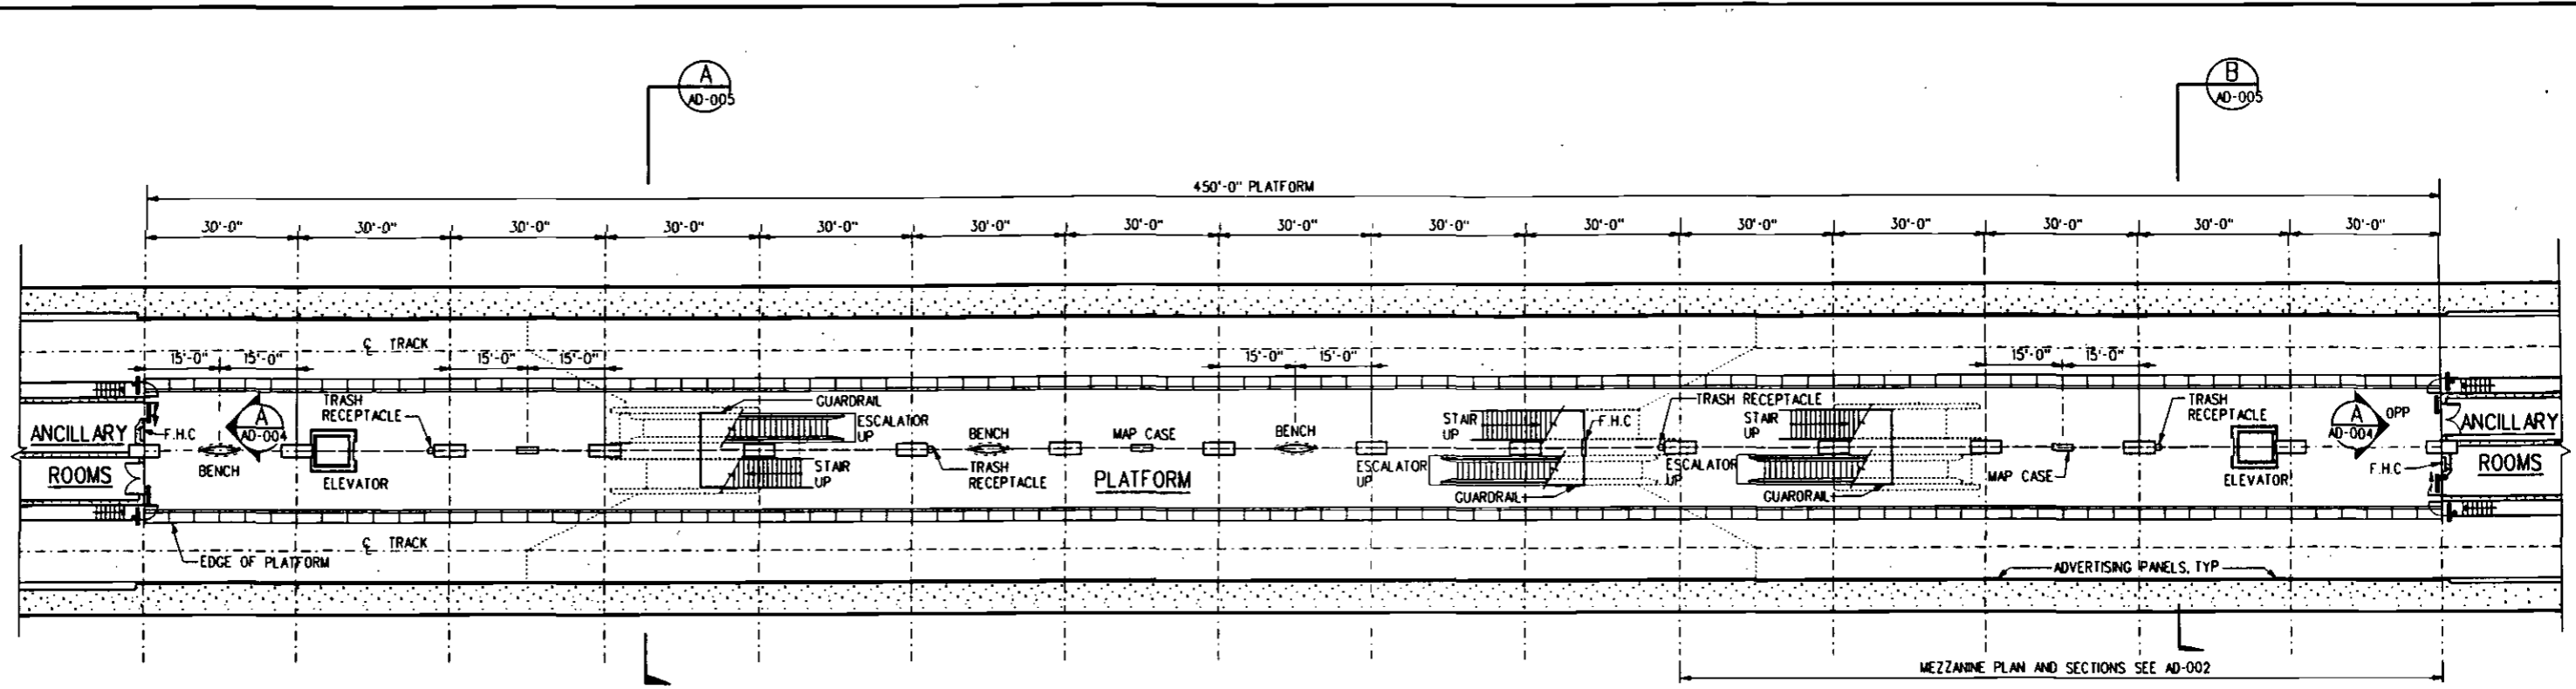 A
AD-005
B
AD-005
450'-0" PLATFORM
30'-0" 30'-0" 30'-0" 30'-0" 30'-0" 30'-0" 30'-0" 30'-0" 30'-0" 30'-0" 30'-0" 30'-0" 30'-0" 30'-0" 30'-0"
℄ TRACK
15'-0" 15'-0" 15'-0" 15'-0" 15'-0" 15'-0" 15'-0" 15'-0"
ANCILLARY
ROOMS
F.H.C
BENCH
A
AD-004
TRASH
RECEPTACLE
ELEVATOR
GUARDRAIL
ESCALATOR
UP
STAIR
UP
TRASH
RECEPTACLE
BENCH
MAP CASE
PLATFORM
BENCH
STAIR
UP
ESCALATOR
UP
GUARDRAIL
F.H.C
TRASH RECEPTACLE
STAIR
UP
ESCALATOR
UP
GUARDRAIL
MAP CASE
TRASH
RECEPTACLE
ELEVATOR
A
AD-004
OPP
F.H.C
ANCILLARY
ROOMS
℄ TRACK
EDGE OF PLATFORM
ADVERTISING PANELS, TYP
MEZZANINE PLAN AND SECTIONS SEE AD-002